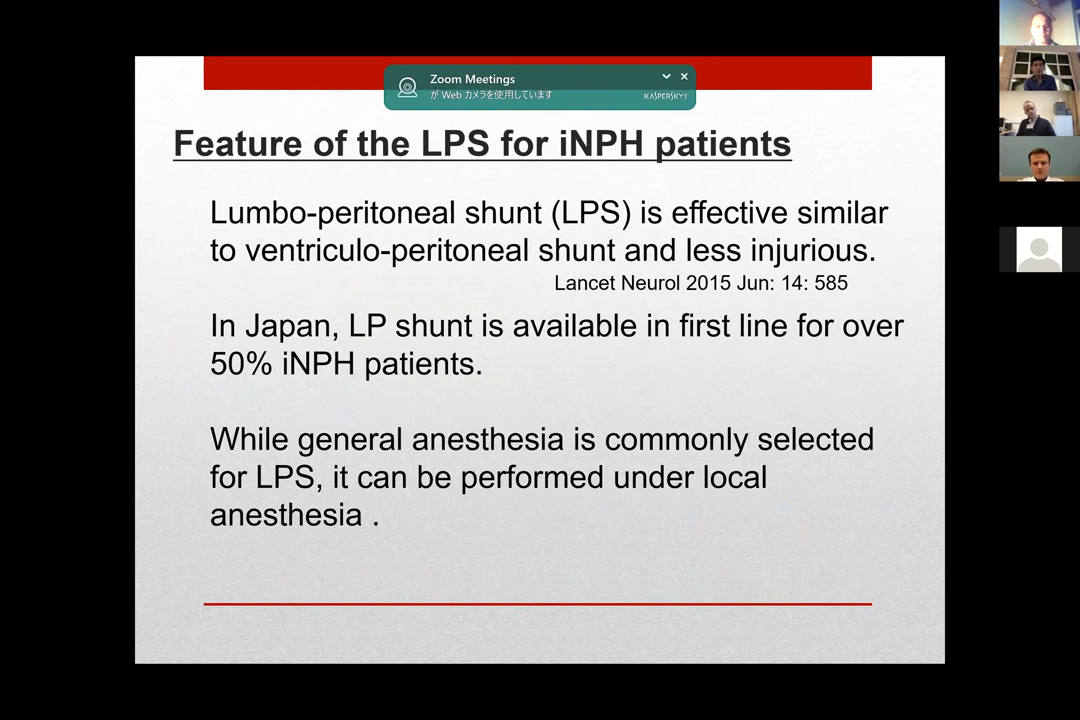 Zoom Meetings
が Web カメラを使用しています
KASPERSKY
Feature of the LPS for iNPH patients
Lumbo-peritoneal shunt (LPS) is effective similar
to ventriculo-peritoneal shunt and less injurious.
Lancet Neurol 2015 Jun: 14: 585
In Japan, LP shunt is available in first line for over
50% iNPH patients.
While general anesthesia is commonly selected
for LPS, it can be performed under local
anesthesia .